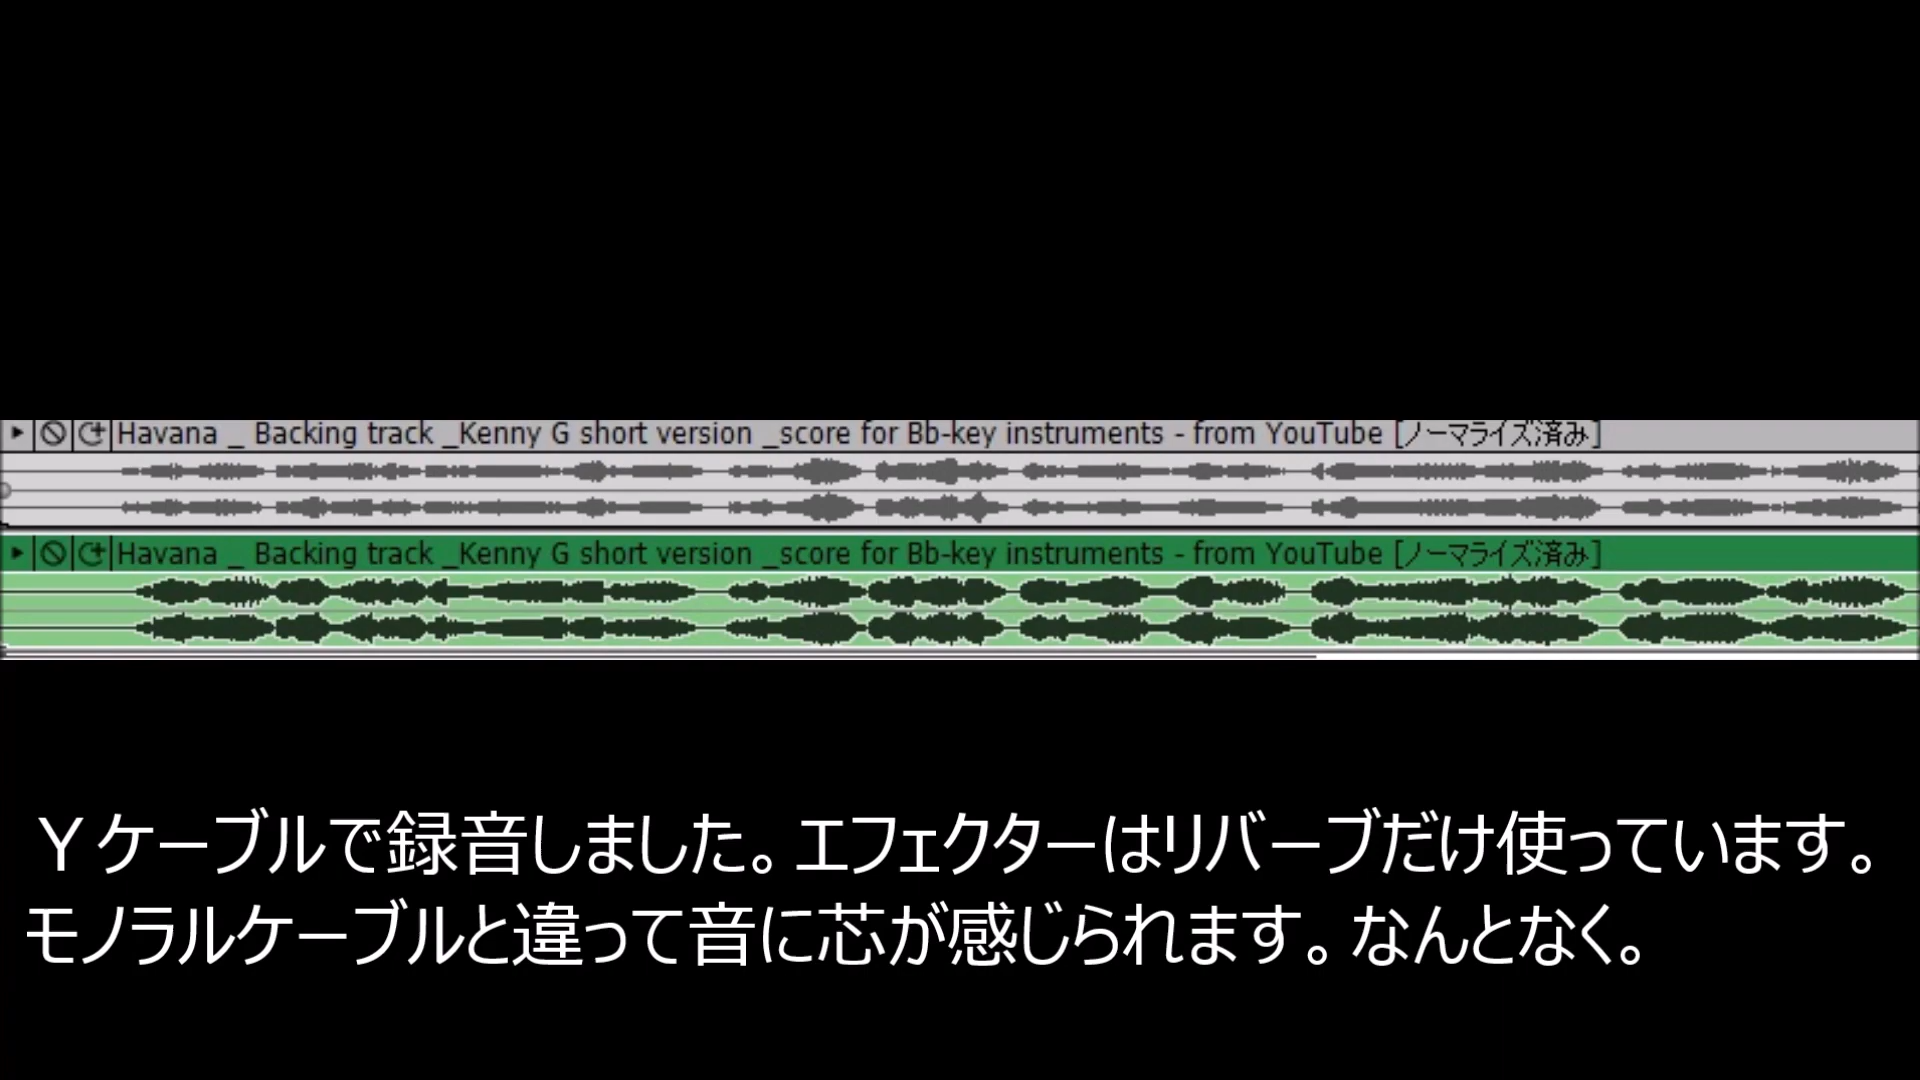 Havana _ Backing track _Kenny G short version _score for Bb-key instruments - from YouTube [ノーマライズ済み]
Havana _ Backing track _Kenny G short version _score for Bb-key instruments - from YouTube [ノーマライズ済み]
Ｙケーブルで録音しました。エフェクターはリバーブだけ使っています。
モノラルケーブルと違って音に芯が感じられます。なんとなく。